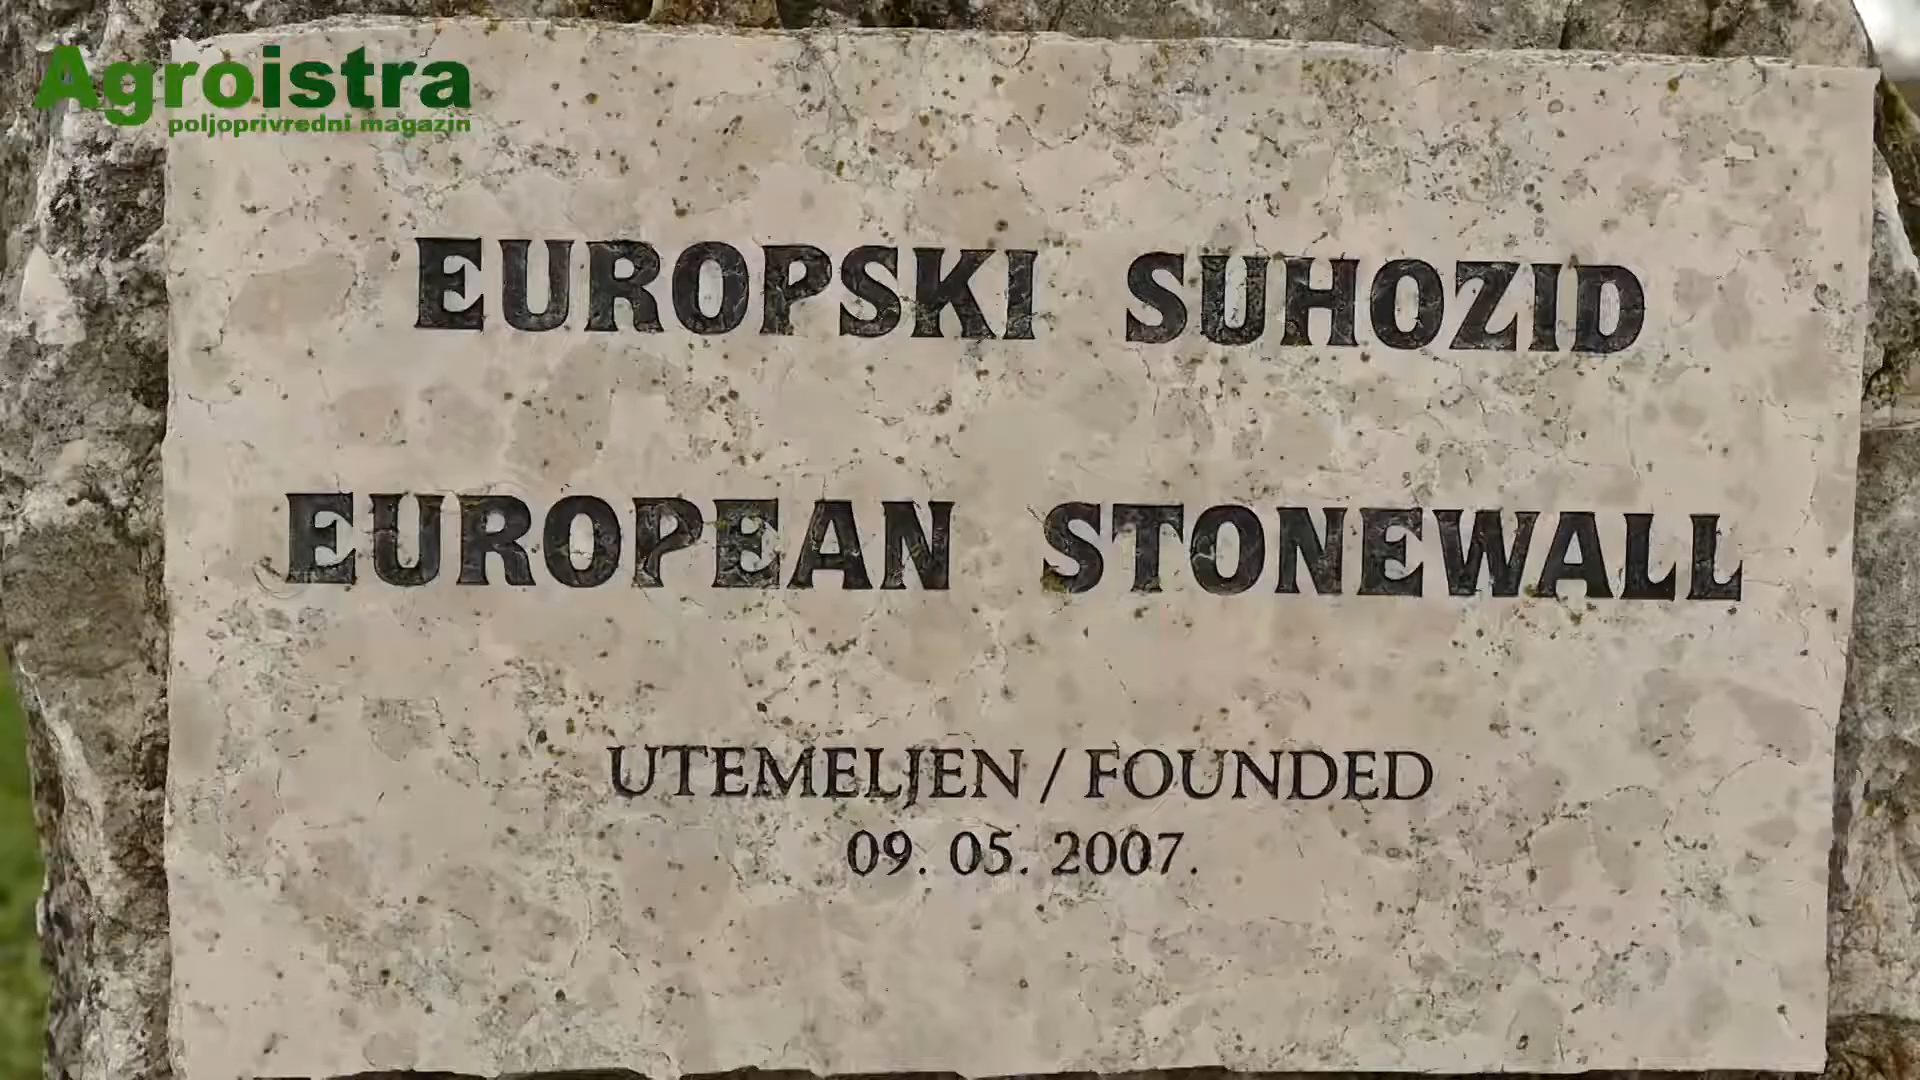 Agroistra
poljoprivredni magazin
EUROPSKI SUHOZID
EUROPEAN STONEWALL
UTEMELJEN / FOUNDED
09. 05. 2007.